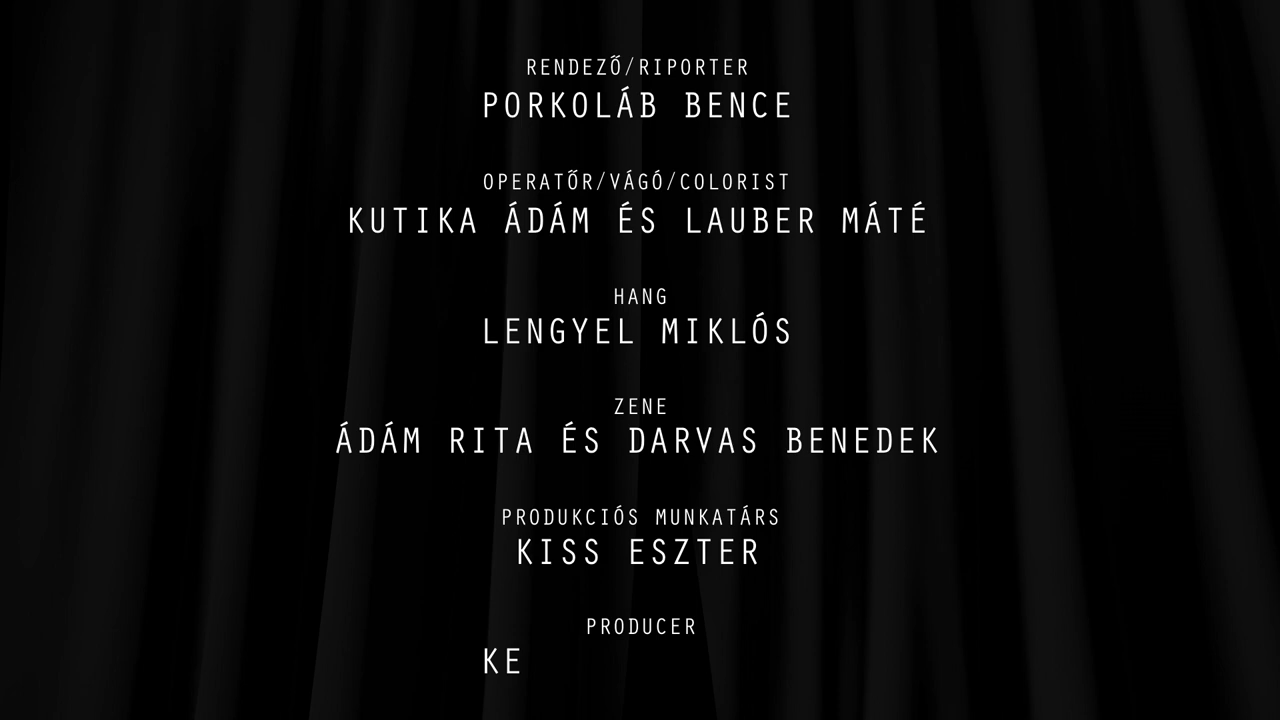 RENDEZŐ/RIPORTER
PORKOLÁB BENCE
OPERATŐR/VÁGÓ/COLORIST
KUTIKA ÁDÁM ÉS LAUBER MÁTÉ
HANG
LENGYEL MIKLÓS
ZENE
ÁDÁM RITA ÉS DARVAS BENEDEK
PRODUKCIÓS MUNKATÁRS
KISS ESZTER
PRODUCER
KE